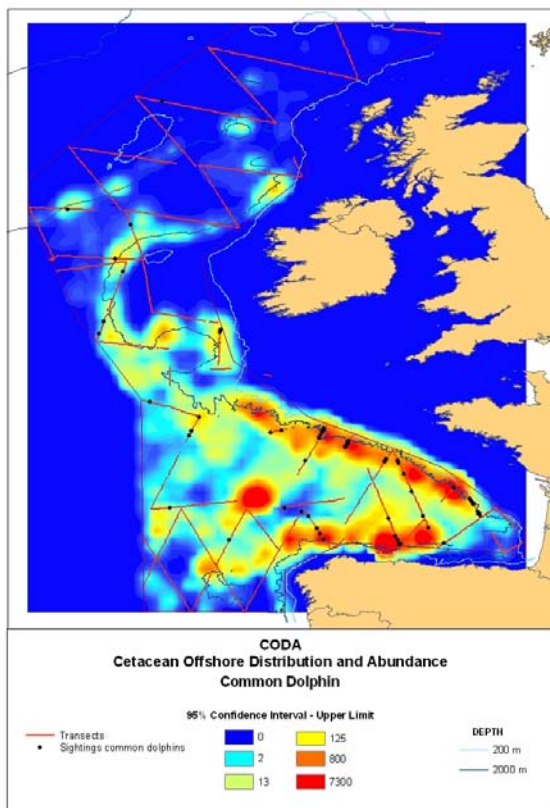 CODA
Cetacean Offshore Distribution and Abundance
Common Dolphin
95% Confidence Interval - Upper Limit
Transects
Sightings common dolphins
0
2
13
125
800
7300
DEPTH
200 m
2000 m